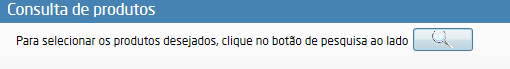 Consulta de produtos
Para selecionar os produtos desejados, clique no botão de pesquisa ao lado